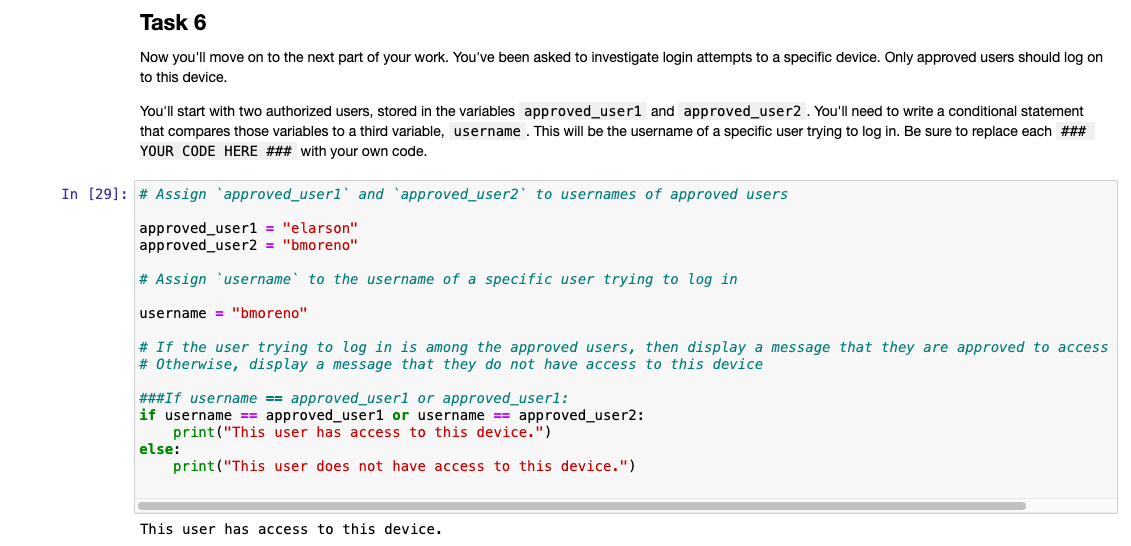 Task 6
Now you'll move on to the next part of your work. You've been asked to investigate login attempts to a specific device. Only approved users should log on
to this device.
You'll start with two authorized users, stored in the variables approved_user1 and approved_user2 . You'll need to write a conditional statement
that compares those variables to a third variable, username . This will be the username of a specific user trying to log in. Be sure to replace each ###
YOUR CODE HERE ### with your own code.
In [29]: # Assign `approved_user1` and `approved_user2` to usernames of approved users
approved_user1 = "elarson"
approved_user2 = "bmoreno"
# Assign `username` to the username of a specific user trying to log in
username = "bmoreno"
# If the user trying to log in is among the approved users, then display a message that they are approved to access
# Otherwise, display a message that they do not have access to this device
###If username == approved_user1 or approved_user1:
if username == approved_user1 or username == approved_user2:
    print("This user has access to this device.")
else:
    print("This user does not have access to this device.")
This user has access to this device.